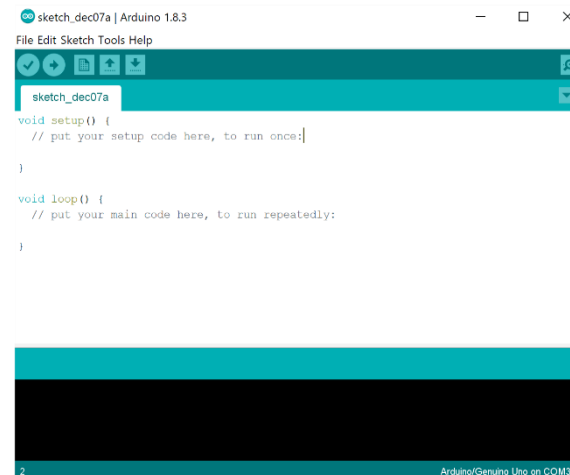 sketch_dec07a | Arduino 1.8.3
File Edit Sketch Tools Help
sketch_dec07a
void setup() {
  // put your setup code here, to run once:
}
void loop() {
  // put your main code here, to run repeatedly:
}
2
Arduino/Genuino Uno on COM3